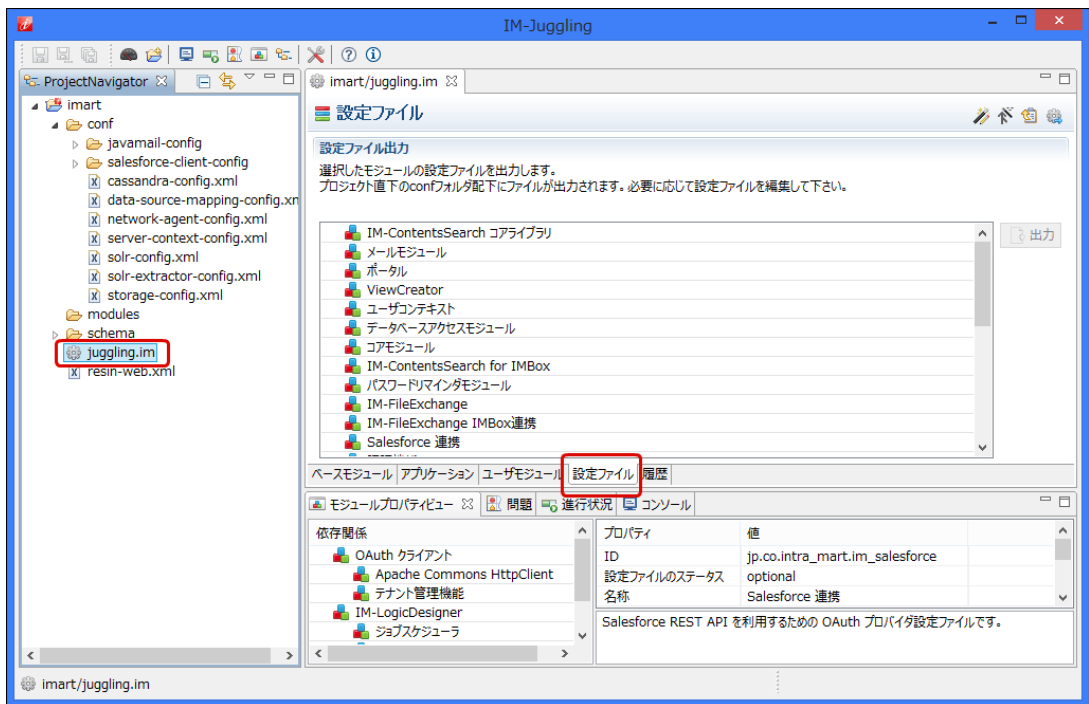 IM-Juggling
ProjectNavigator
imart
conf
javamail-config
salesforce-client-config
cassandra-config.xml
data-source-mapping-config.xn
network-agent-config.xml
server-context-config.xml
solr-config.xml
solr-extractor-config.xml
storage-config.xml
modules
schema
juggling.im
resin-web.xml
imart/juggling.im
設定ファイル
設定ファイル出力
選択したモジュールの設定ファイルを出力します。
プロジェクト直下のconfフォルダ配下にファイルが出力されます。必要に応じて設定ファイルを編集して下さい。
IM-ContentsSearch コアライブラリ
メールモジュール
ポータル
ViewCreator
ユーザコンテキスト
データベースアクセスモジュール
コアモジュール
IM-ContentsSearch for IMBox
パスワードリマインダモジュール
IM-FileExchange
IM-FileExchange IMBox連携
Salesforce 連携
出力
ベースモジュール アプリケーション ユーザモジュール 設定ファイル 履歴
モジュールプロパティビュー 問題 進行状況 コンソール
依存関係
OAuth クライアント
Apache Commons HttpClient
テナント管理機能
IM-LogicDesigner
ジョブスケジューラ
プロパティ 値
ID jp.co.intra_mart.im_salesforce
設定ファイルのステータス optional
名称 Salesforce 連携
Salesforce REST API を利用するための OAuth プロバイダ設定ファイルです。
imart/juggling.im